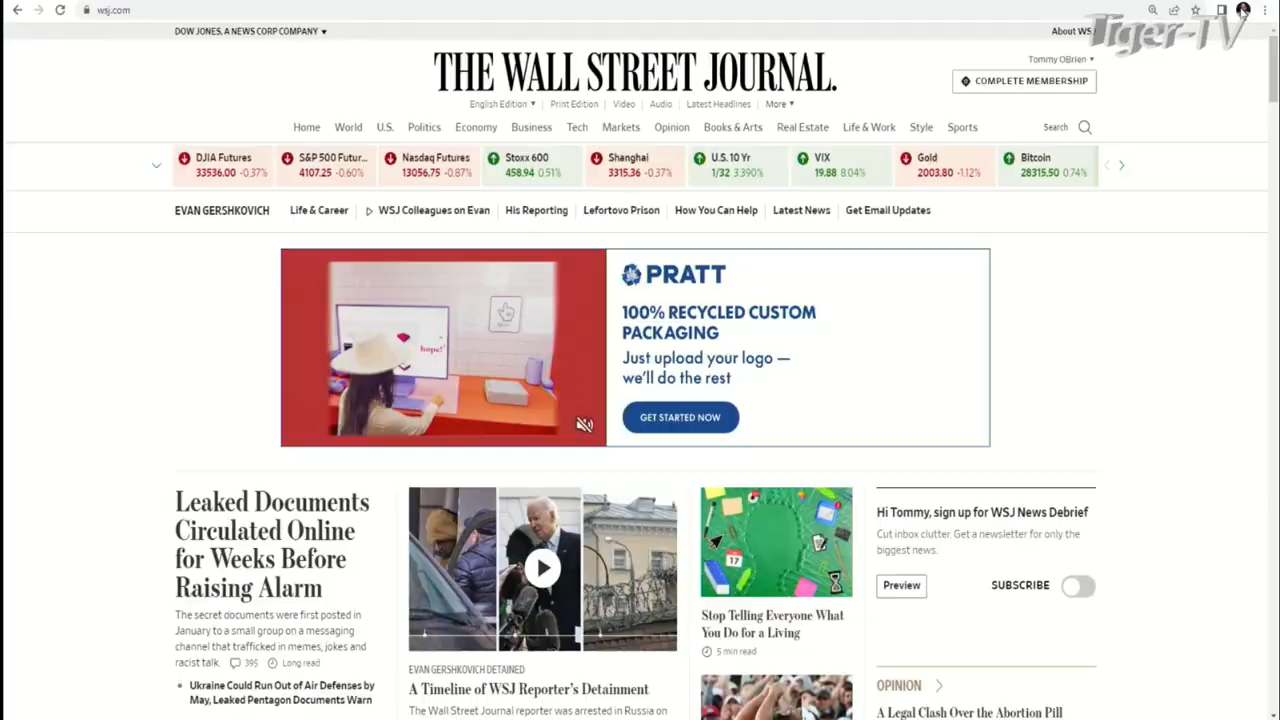 wsj.com
Tiger-TV
DOW JONES, A NEWS CORP COMPANY ▼
About WSJ
Tommy OBrien ▾
THE WALL STREET JOURNAL.
COMPLETE MEMBERSHIP
English Edition ▼ | Print Edition | Video | Audio | Latest Headlines | More ▼
Home World U.S. Politics Economy Business Tech Markets Opinion Books & Arts Real Estate Life & Work Style Sports Search
DJIA Futures S&P 500 Futur... Nasdaq Futures Stoxx 600 Shanghai U.S. 10 Yr VIX Gold Bitcoin
33536.00 -0.37% 4107.25 -0.60% 13056.75 -0.87% 458.94 0.51% 3315.36 -0.37% 1/32 3.390% 19.88 8.04% 2003.80 -1.12% 28315.50 0.74%
EVAN GERSHKOVICH Life & Career | WSJ Colleagues on Evan | His Reporting | Lefortovo Prison | How You Can Help | Latest News | Get Email Updates
hope!
PRATT
100% RECYCLED CUSTOM
PACKAGING
Just upload your logo —
we'll do the rest
GET STARTED NOW
Leaked Documents
Circulated Online
for Weeks Before
Raising Alarm
The secret documents were first posted in
January to a small group on a messaging
channel that trafficked in memes, jokes and
racist talk. 395 Long read
• Ukraine Could Run Out of Air Defenses by
May, Leaked Pentagon Documents Warn
EVAN GERSHKOVICH DETAINED
A Timeline of WSJ Reporter's Detainment
The Wall Street Journal reporter was arrested in Russia on
17
Stop Telling Everyone What
You Do for a Living
5 min read
Hi Tommy, sign up for WSJ News Debrief
Cut inbox clutter. Get a newsletter for only the
biggest news.
Preview SUBSCRIBE
OPINION
A Legal Clash Over the Abortion Pill